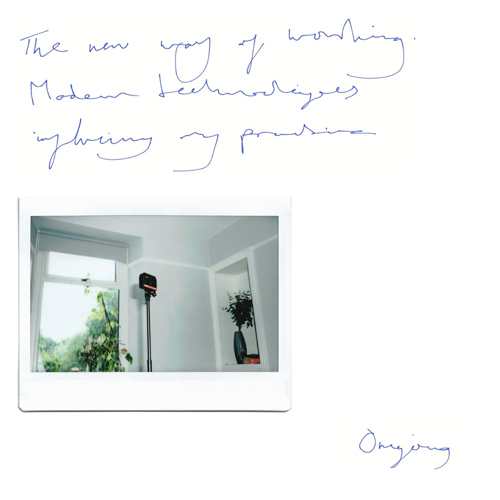 The new way of working.
Modern technologies
influencing my practice
Ongoing